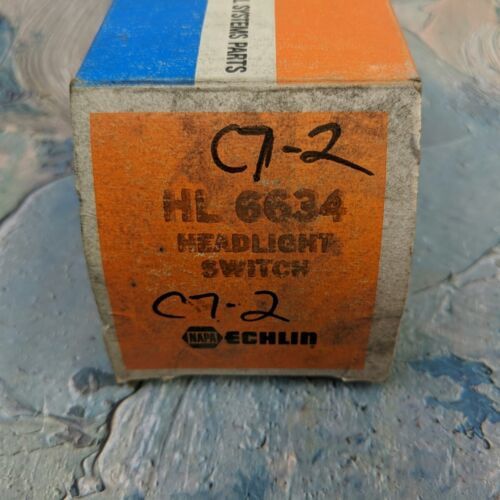 L SYSTEMS PARTS
C7-2
HL 6634
HEADLIGHT
SWITCH
C7-2
NAPA ECHLIN